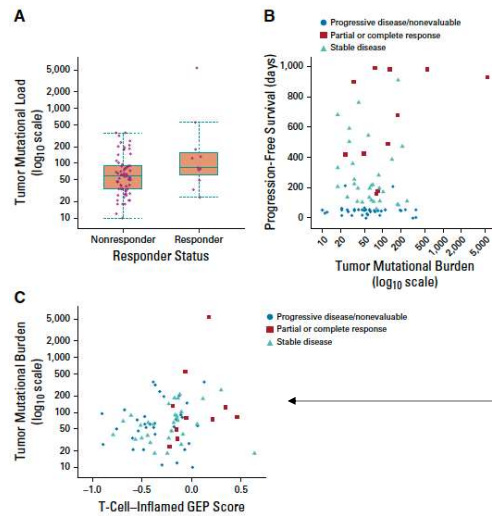 A
Tumor Mutational Load
(log10 scale)
5,000
2,000
1,000
500
200
100
50
20
10
Nonresponder
Responder
Responder Status
B
Progressive disease/nonevaluable
Partial or complete response
Stable disease
Progression-Free Survival (days)
1,000
800
600
400
200
0
10
20
50
100
200
500
1,000
2,000
5,000
Tumor Mutational Burden
(log10 scale)
C
Progressive disease/nonevaluable
Partial or complete response
Stable disease
Tumor Mutational Burden
(log10 scale)
5,000
2,000
1,000
500
200
100
50
20
10
–1.0
–0.5
0.0
0.5
T-Cell–Inflamed GEP Score